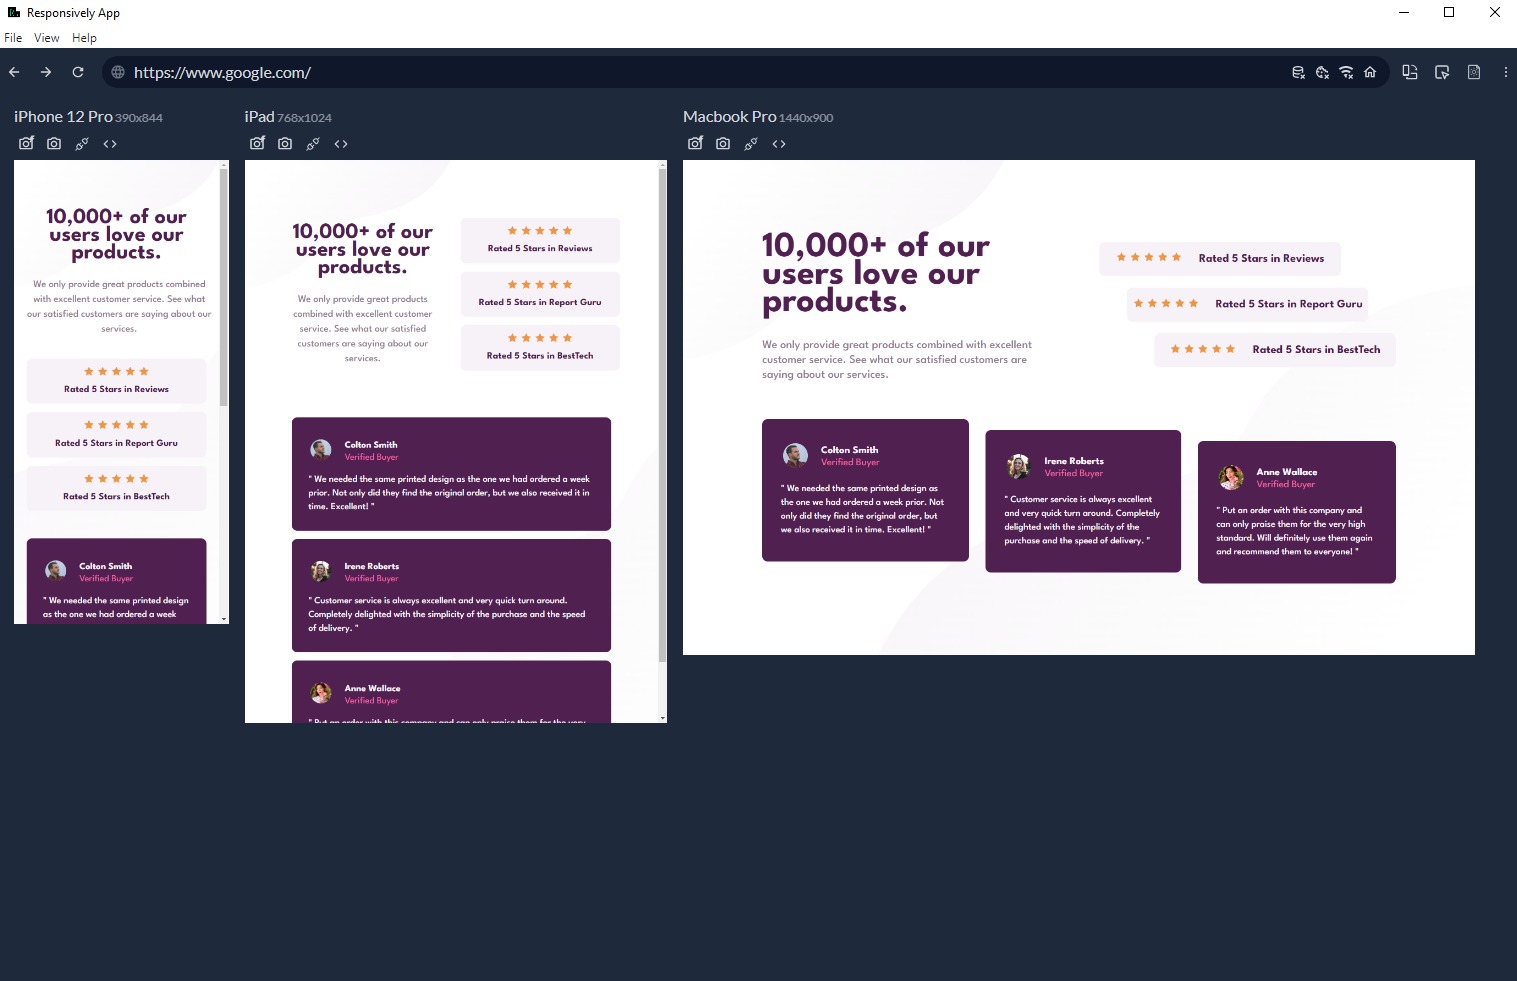 Responsively App
File View Help
https://www.google.com/
iPhone 12 Pro 390x844
10,000+ of our
users love our
products.
We only provide great products combined
with excellent customer service. See what
our satisfied customers are saying about our
services.
Rated 5 Stars in Reviews
Rated 5 Stars in Report Guru
Rated 5 Stars in BestTech
Colton Smith
Verified Buyer
" We needed the same printed design
as the one we had ordered a week
iPad 768x1024
10,000+ of our
users love our
products.
We only provide great products
combined with excellent customer
service. See what our satisfied
customers are saying about our
services.
Rated 5 Stars in Reviews
Rated 5 Stars in Report Guru
Rated 5 Stars in BestTech
Colton Smith
Verified Buyer
" We needed the same printed design as the one we had ordered a week
prior. Not only did they find the original order, but we also received it in
time. Excellent! "
Irene Roberts
Verified Buyer
" Customer service is always excellent and very quick turn around.
Completely delighted with the simplicity of the purchase and the speed
of delivery. "
Anne Wallace
Verified Buyer
" Put an order with this company and can only praise them for the very
Macbook Pro 1440x900
10,000+ of our
users love our
products.
We only provide great products combined with excellent
customer service. See what our satisfied customers are
saying about our services.
Rated 5 Stars in Reviews
Rated 5 Stars in Report Guru
Rated 5 Stars in BestTech
Colton Smith
Verified Buyer
" We needed the same printed design as
the one we had ordered a week prior. Not
only did they find the original order, but
we also received it in time. Excellent! "
Irene Roberts
Verified Buyer
" Customer service is always excellent
and very quick turn around. Completely
delighted with the simplicity of the
purchase and the speed of delivery. "
Anne Wallace
Verified Buyer
" Put an order with this company and
can only praise them for the very high
standard. Will definitely use them again
and recommend them to everyone! "